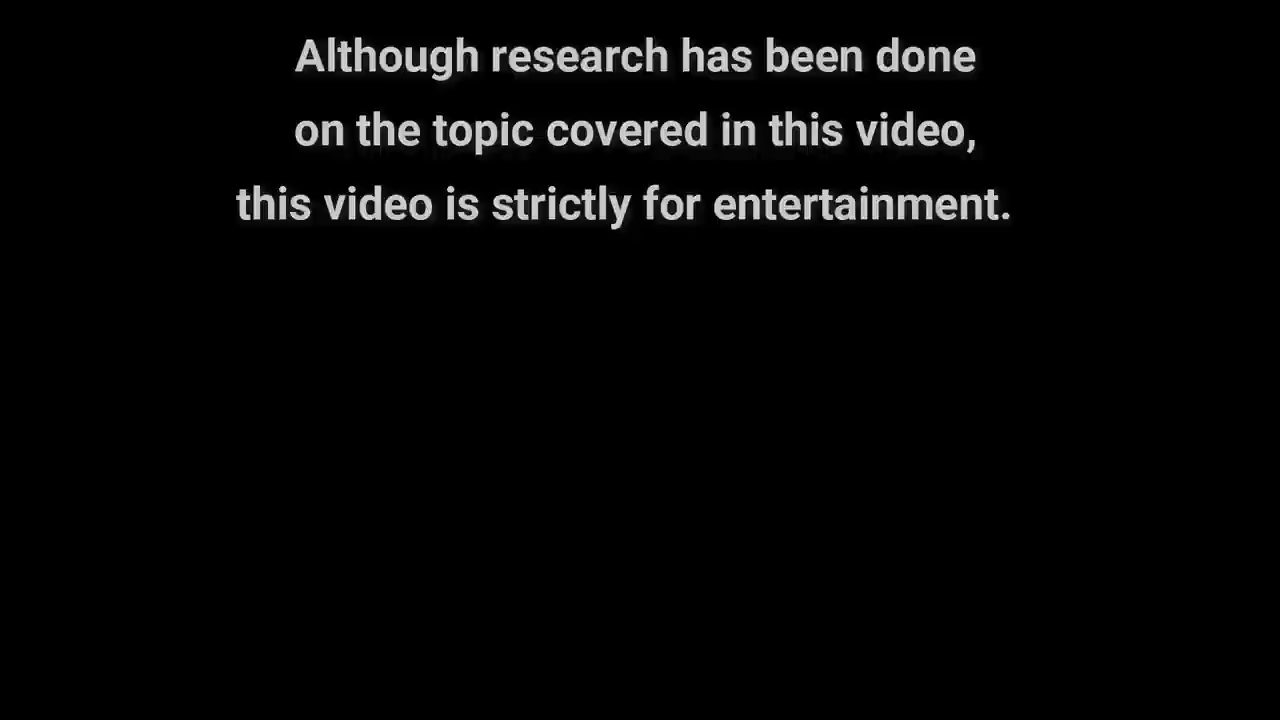 Although research has been done
on the topic covered in this video,
this video is strictly for entertainment.